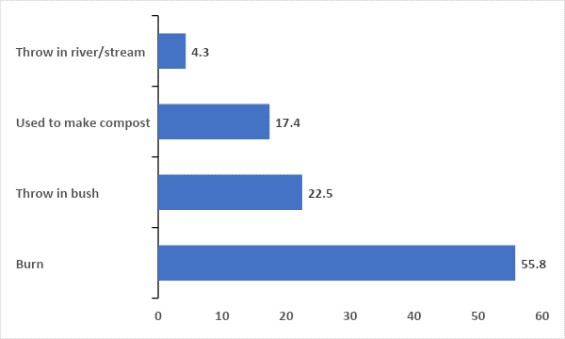 Throw in river/stream 4.3
Used to make compost 17.4
Throw in bush 22.5
Burn 55.8
0 10 20 30 40 50 60